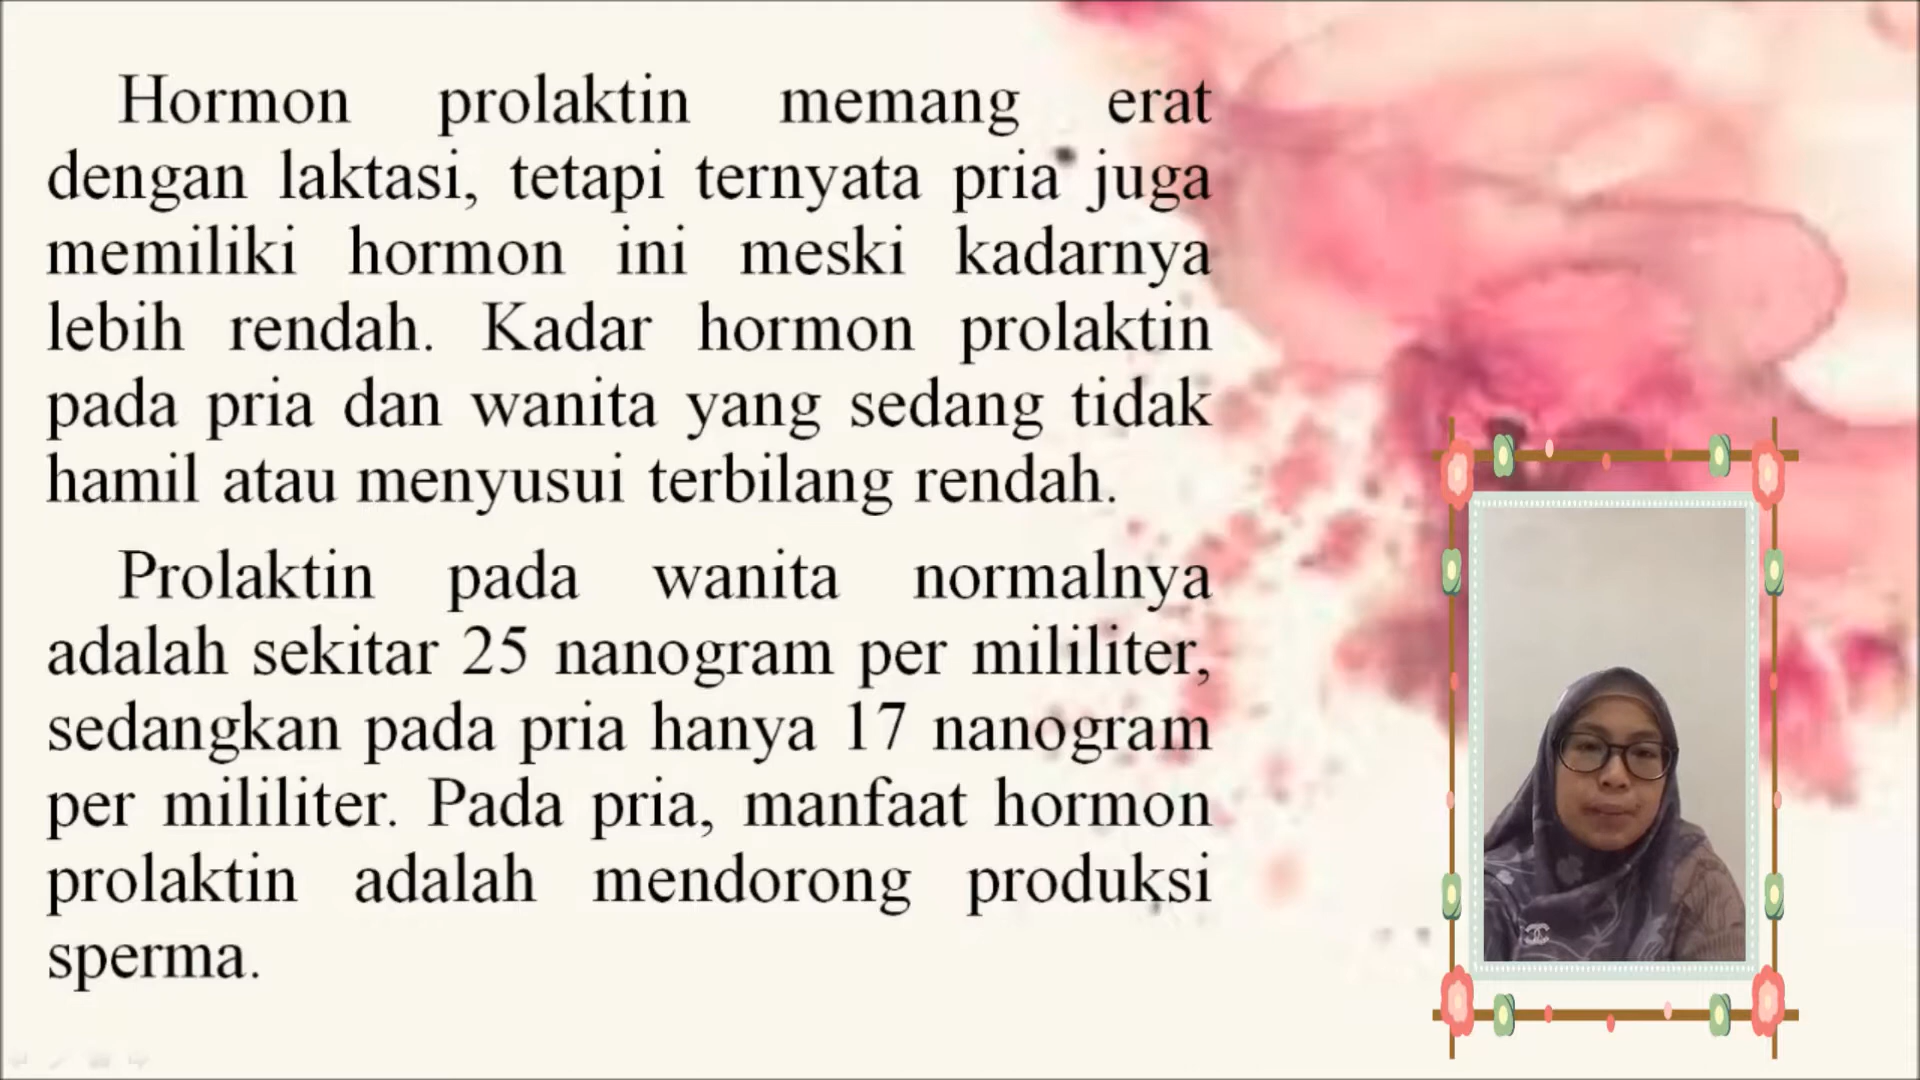 Hormon prolaktin memang erat
dengan laktasi, tetapi ternyata pria juga
memiliki hormon ini meski kadarnya
lebih rendah. Kadar hormon prolaktin
pada pria dan wanita yang sedang tidak
hamil atau menyusui terbilang rendah.
Prolaktin pada wanita normalnya
adalah sekitar 25 nanogram per mililiter,
sedangkan pada pria hanya 17 nanogram
per mililiter. Pada pria, manfaat hormon
prolaktin adalah mendorong produksi
sperma.